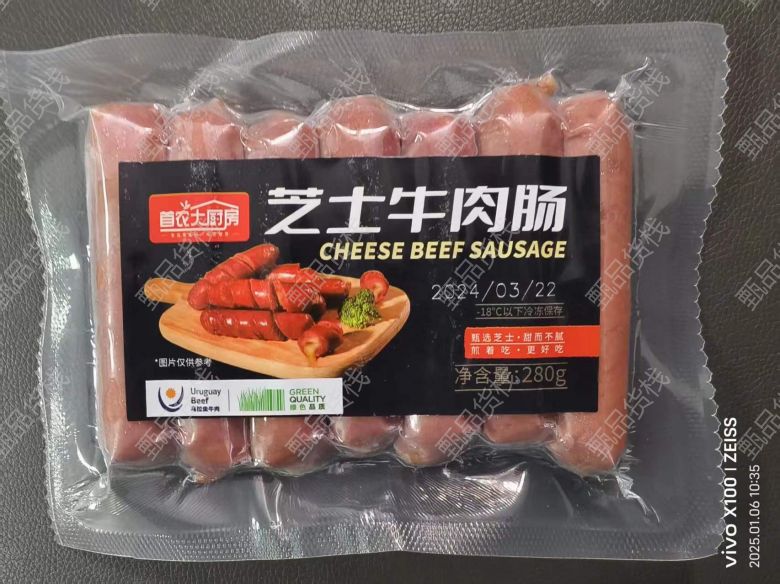 首农大厨房
芝士牛肉肠
CHEESE BEEF SAUSAGE
2024/03/22
-18°C以下冷冻保存
甄选芝士·甜而不腻
煎着吃·更好吃
净含量:280g
*图片仅供参考
Uruguay
Beef
乌拉圭牛肉
GREEN
QUALITY
绿色品质
甄品货栈
vivo X100 | ZEISS
2025.01.06 10:35